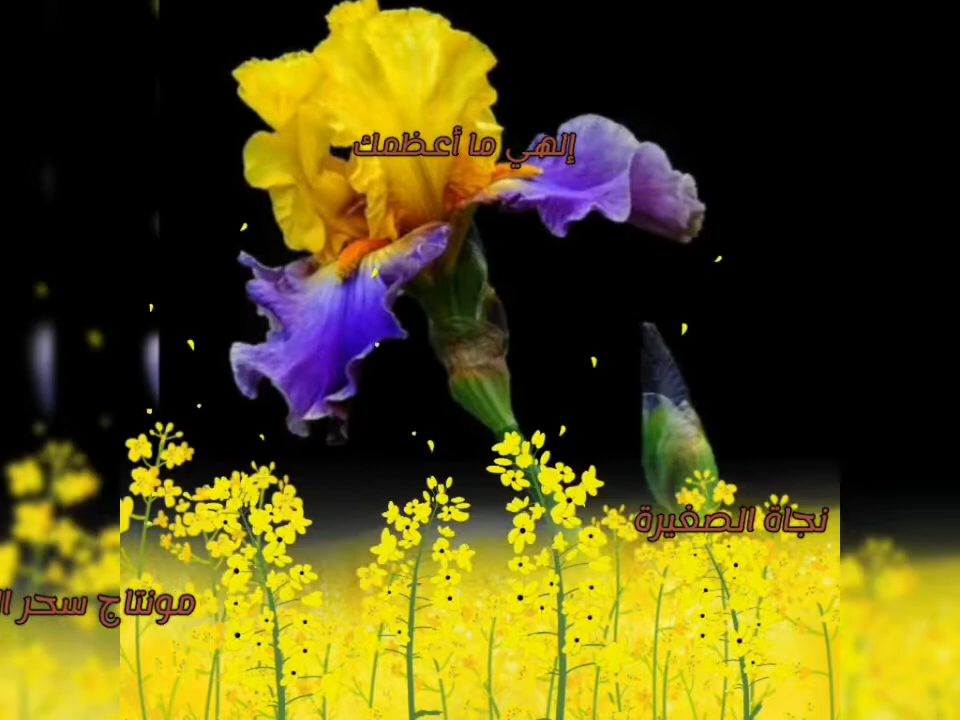 إلهي ما أعظمك
نجاة الصغيرة
مونتاج سحر